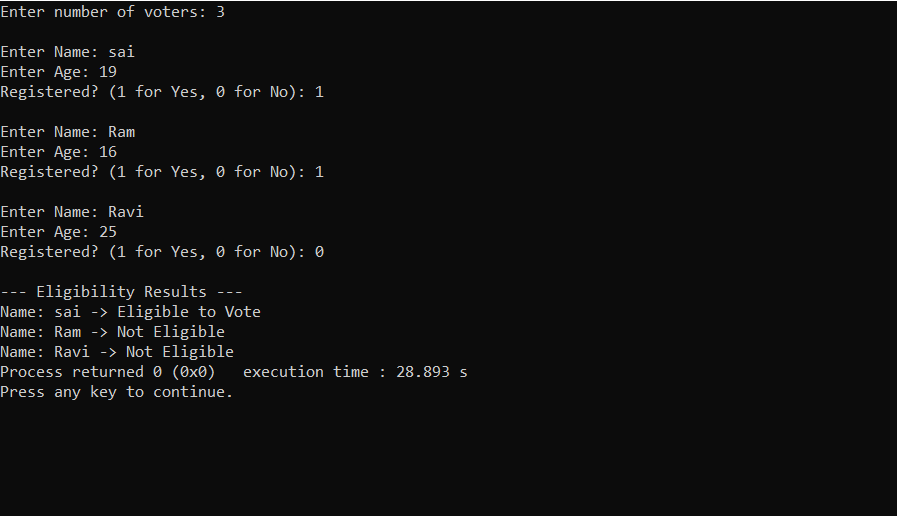 Enter number of voters: 3
Enter Name: sai
Enter Age: 19
Registered? (1 for Yes, 0 for No): 1
Enter Name: Ram
Enter Age: 16
Registered? (1 for Yes, 0 for No): 1
Enter Name: Ravi
Enter Age: 25
Registered? (1 for Yes, 0 for No): 0
--- Eligibility Results ---
Name: sai -> Eligible to Vote
Name: Ram -> Not Eligible
Name: Ravi -> Not Eligible
Process returned 0 (0x0)   execution time : 28.893 s
Press any key to continue.